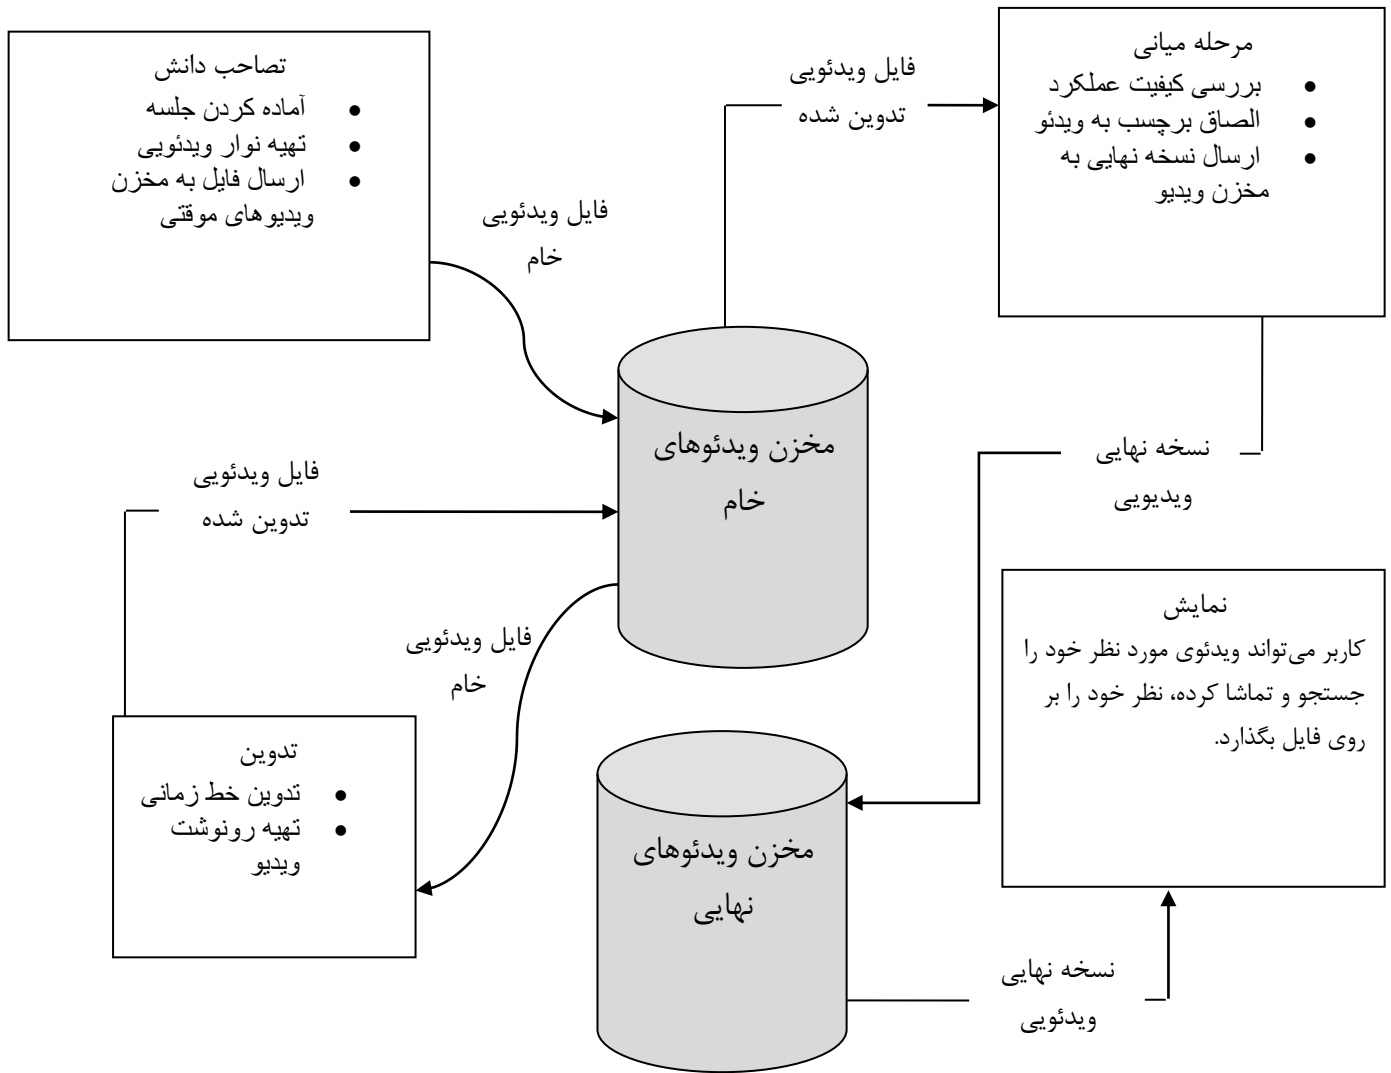 تصاحب دانش
آماده کردن جلسه
تهیه نوار ویدئویی
ارسال فایل به مخزن
ویدیوهای موقتی
فایل ویدئویی
خام
فایل ویدئویی
تدوین شده
مرحله میانی
بررسی کیفیت عملکرد
الصاق برچسب به ویدئو
ارسال نسخه نهایی به
مخزن ویدیو
مخزن ویدئوهای
خام
نسخه نهایی
ویدیویی
فایل ویدئویی
تدوین شده
فایل ویدئویی
خام
تدوین
تدوین خط زمانی
تهیه رونوشت
ویدیو
مخزن ویدئوهای
نهایی
نسخه نهایی
ویدئویی
نمایش
کاربر می‌تواند ویدئوی مورد نظر خود را
جستجو و تماشا کرده، نظر خود را بر
روی فایل بگذارد.